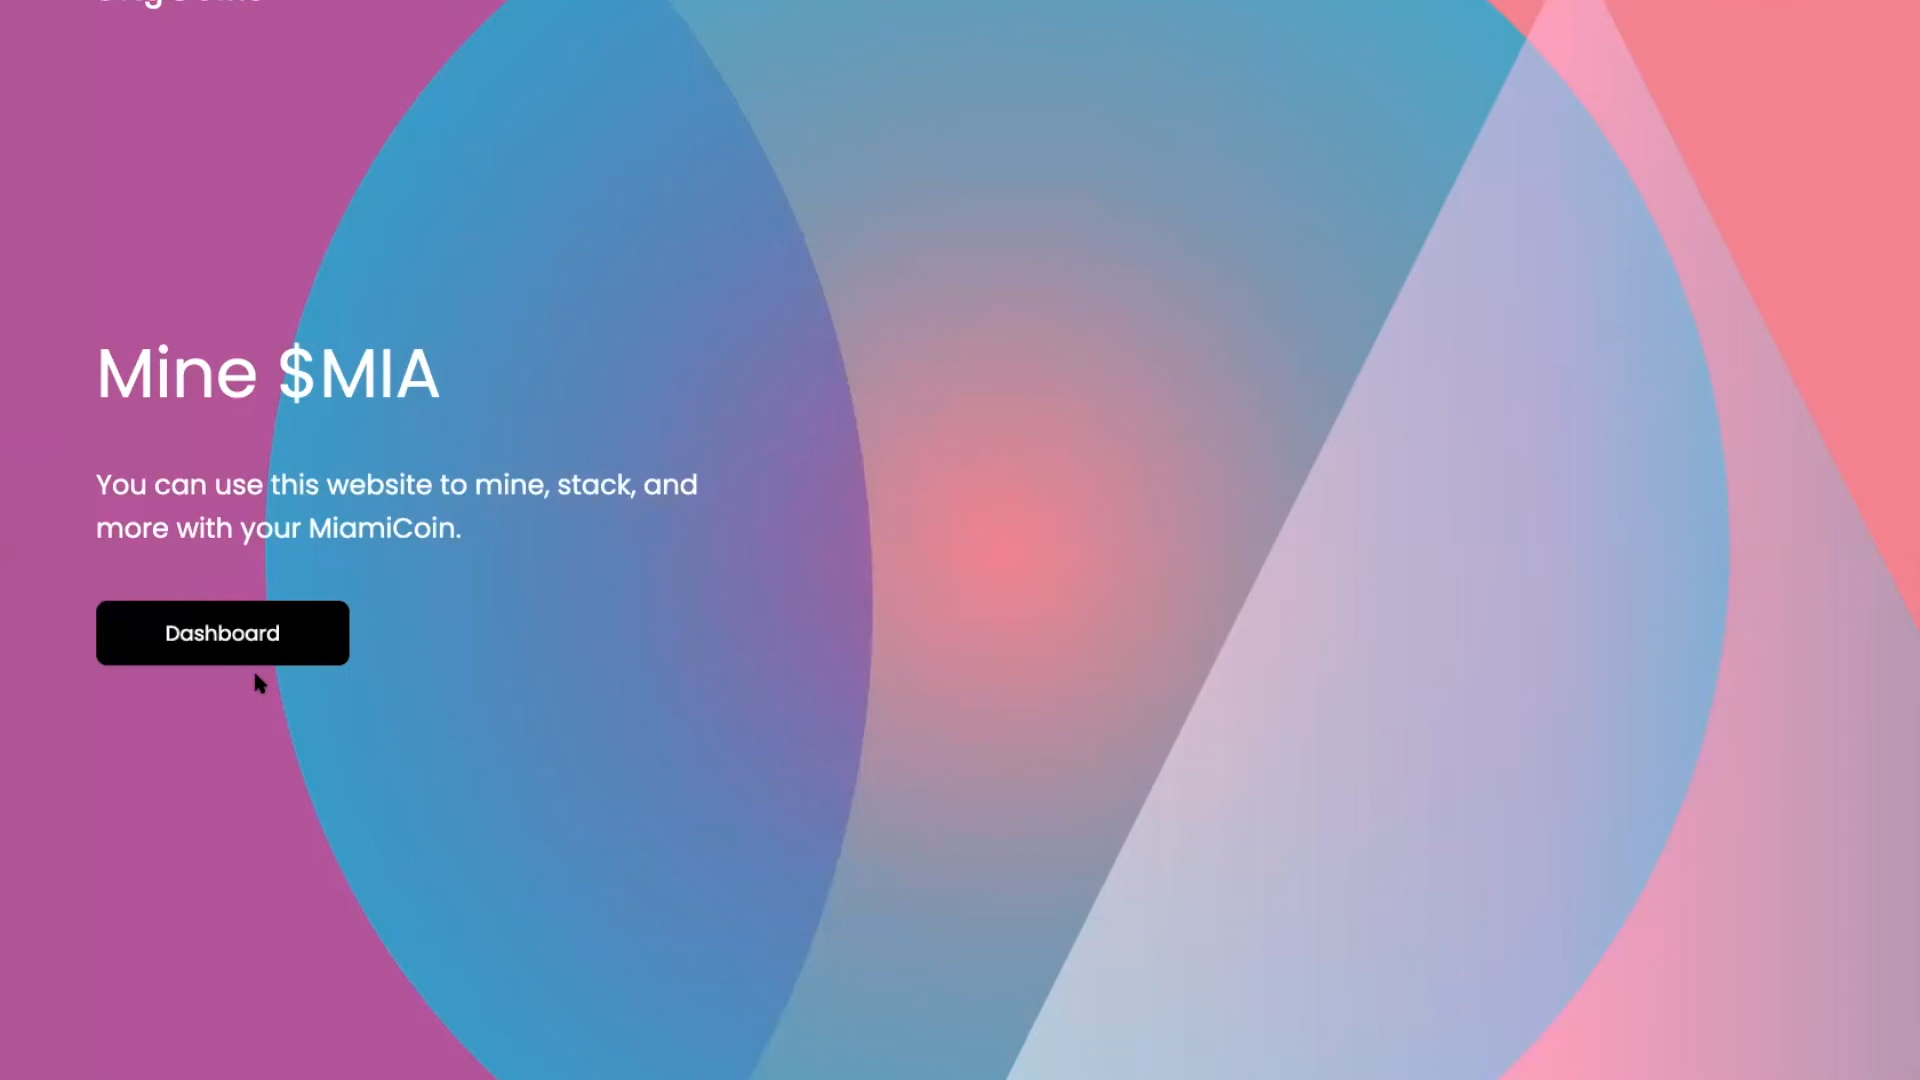 Mine $MIA
You can use this website to mine, stack, and
more with your MiamiCoin.
Dashboard